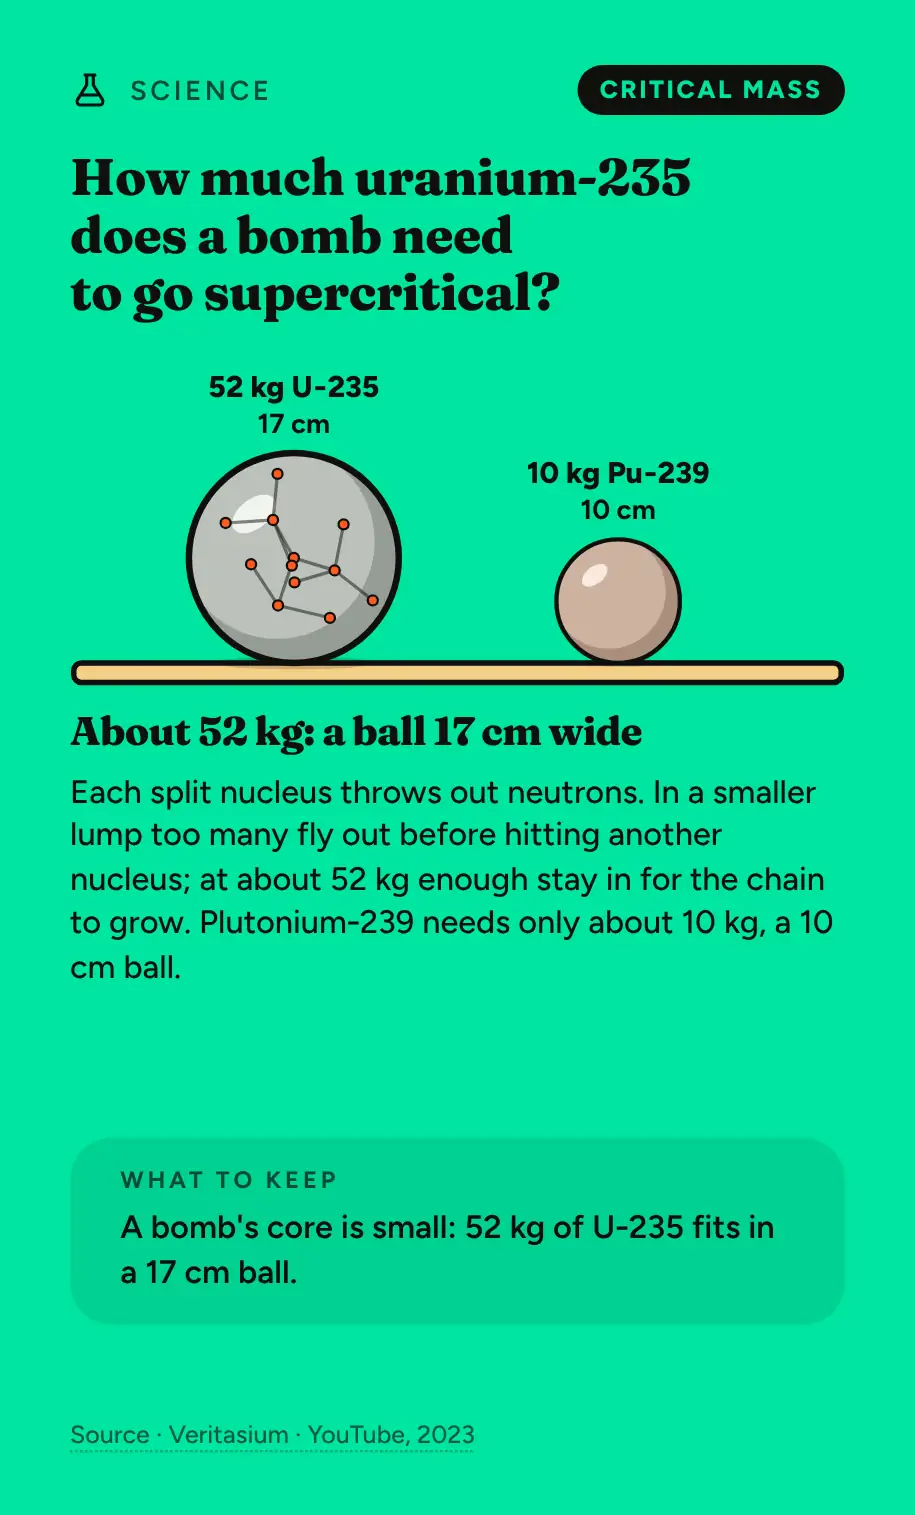 SCIENCE
CRITICAL MASS
How much uranium-235
does a bomb need
to go supercritical?
52 kg U-235
17 cm
10 kg Pu-239
10 cm
About 52 kg: a ball 17 cm wide
Each split nucleus throws out neutrons. In a smaller
lump too many fly out before hitting another
nucleus; at about 52 kg enough stay in for the chain
to grow. Plutonium-239 needs only about 10 kg, a 10
cm ball.
WHAT TO KEEP
A bomb's core is small: 52 kg of U-235 fits in
a 17 cm ball.
Source · Veritasium · YouTube, 2023